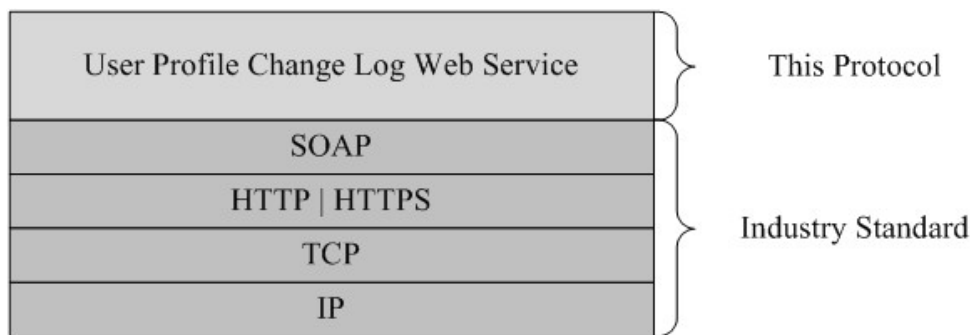 User Profile Change Log Web Service
This Protocol
SOAP
HTTP | HTTPS
TCP
IP
Industry Standard